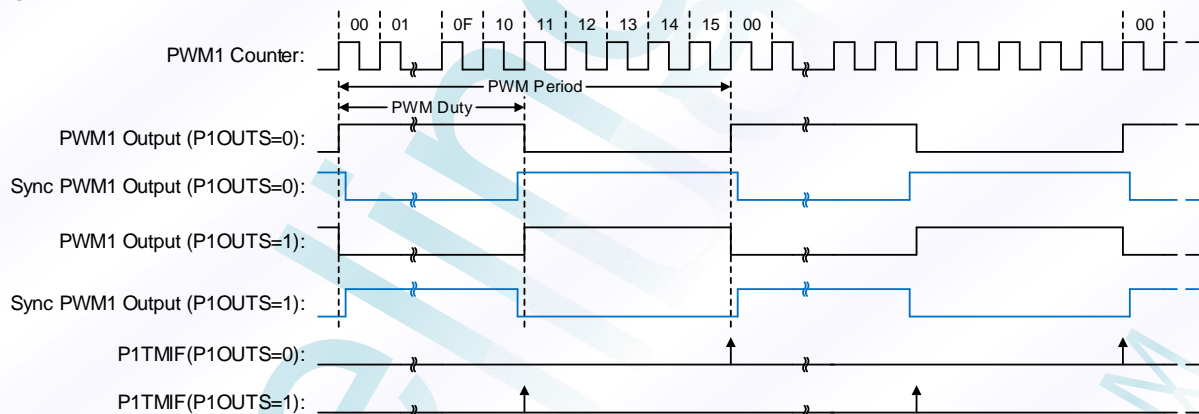 00 01 0F 10 11 12 13 14 15 00 00
PWM1 Counter:
PWM Period
PWM Duty
PWM1 Output (P1OUTS=0):
Sync PWM1 Output (P1OUTS=0):
PWM1 Output (P1OUTS=1):
Sync PWM1 Output (P1OUTS=1):
P1TMIF(P1OUTS=0):
P1TMIF(P1OUTS=1):